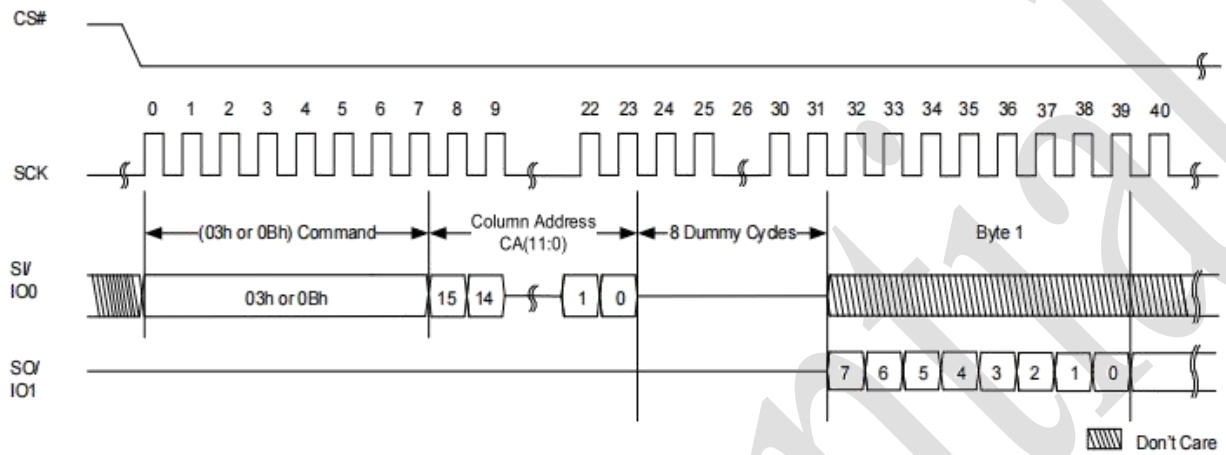 CS#
0 1 2 3 4 5 6 7 8 9 22 23 24 25 26 30 31 32 33 34 35 36 37 38 39 40
SCK
(03h or 0Bh) Command
Column Address
CA(11:0)
8 Dummy Cycles
Byte 1
SI/
IO0
03h or 0Bh
15 14 1 0
SO/
IO1
7 6 5 4 3 2 1 0
Don't Care